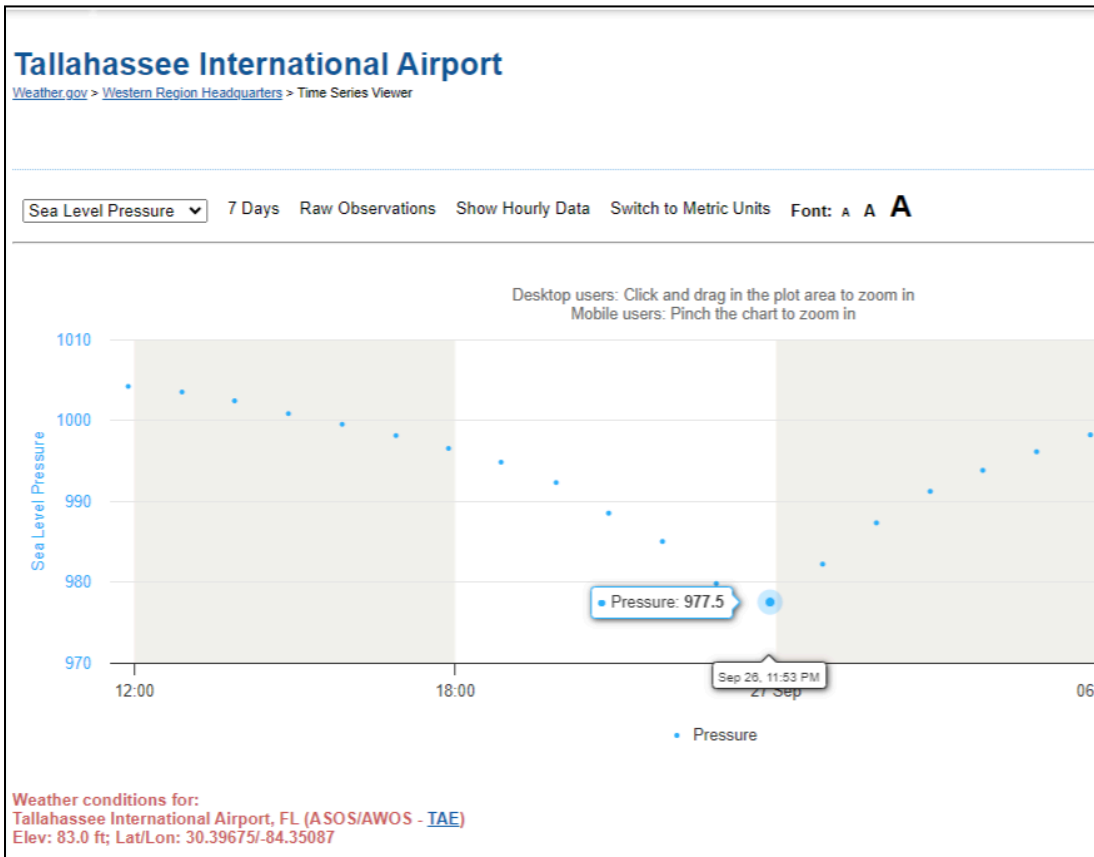 Tallahassee International Airport
Weather.gov > Western Region Headquarters > Time Series Viewer
Sea Level Pressure 7 Days Raw Observations Show Hourly Data Switch to Metric Units Font: A A A
Desktop users: Click and drag in the plot area to zoom in
Mobile users: Pinch the chart to zoom in
1010
1000
990
980
970
Sea Level Pressure
Pressure: 977.5
Sep 26, 11:53 PM
12:00
18:00
27 Sep
06
Pressure
Weather conditions for:
Tallahassee International Airport, FL (ASOS/AWOS - TAE)
Elev: 83.0 ft; Lat/Lon: 30.39675/-84.35087